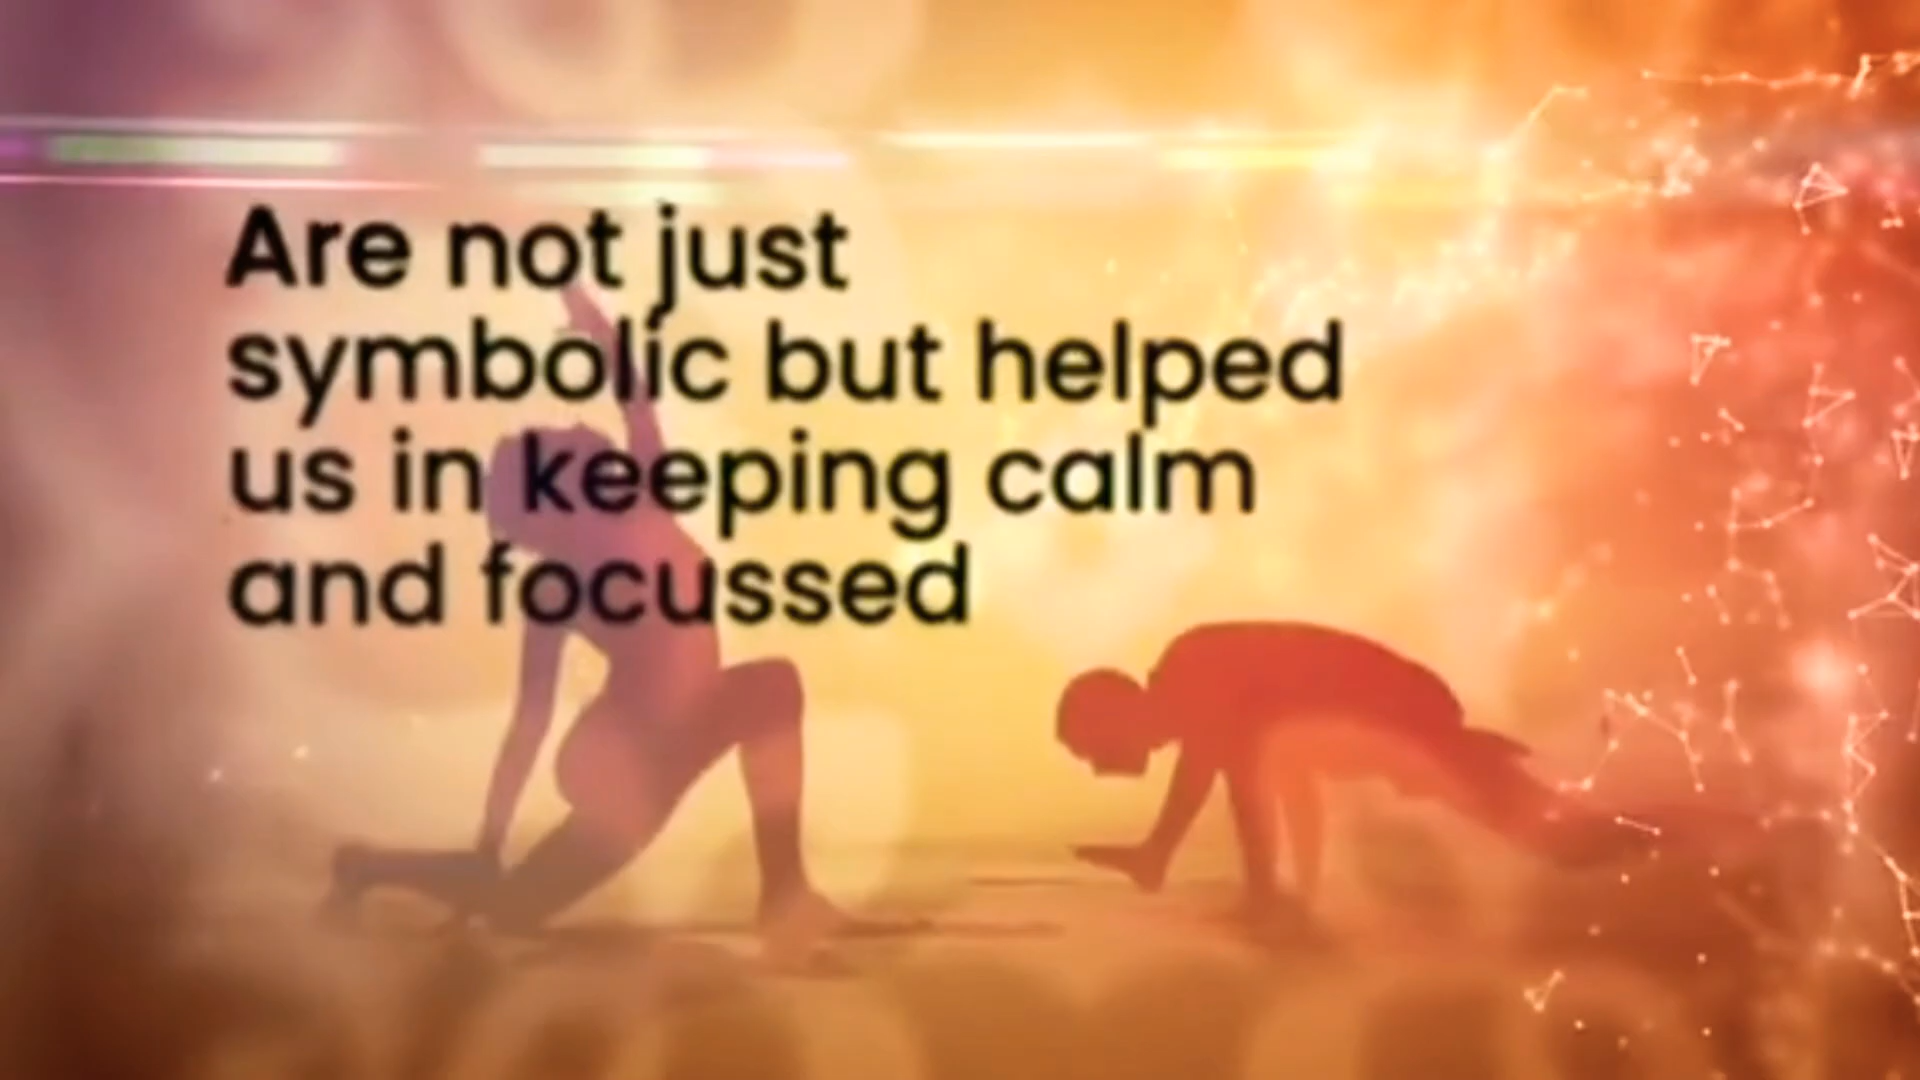 Are not just
symbolic but helped
us in keeping calm
and focussed